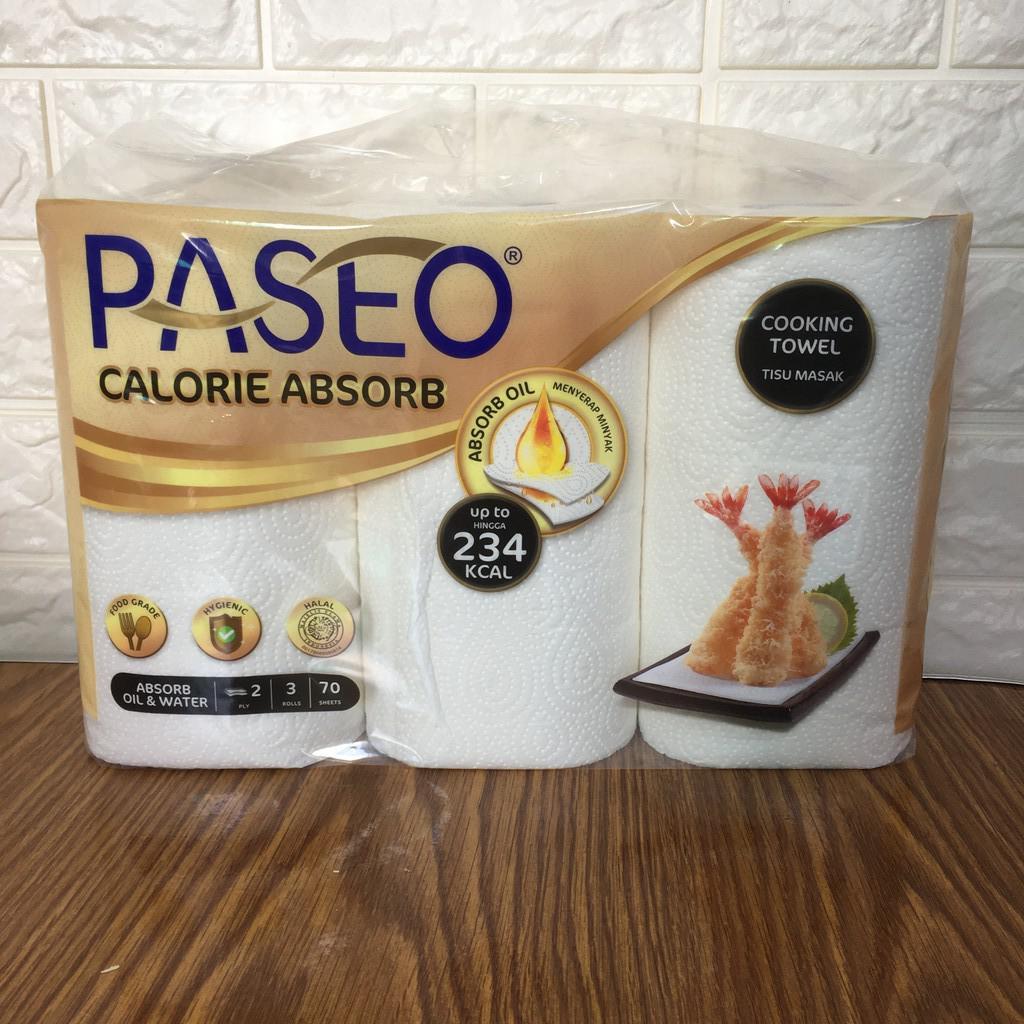 PASEO®
CALORIE ABSORB
COOKING
TOWEL
TISU MASAK
ABSORB OIL
MENYERAP MINYAK
up to
HINGGA
234
KCAL
FOOD GRADE
HYGIENIC
HALAL
ABSORB
OIL & WATER
2
PLY
3
ROLLS
70
SHEETS